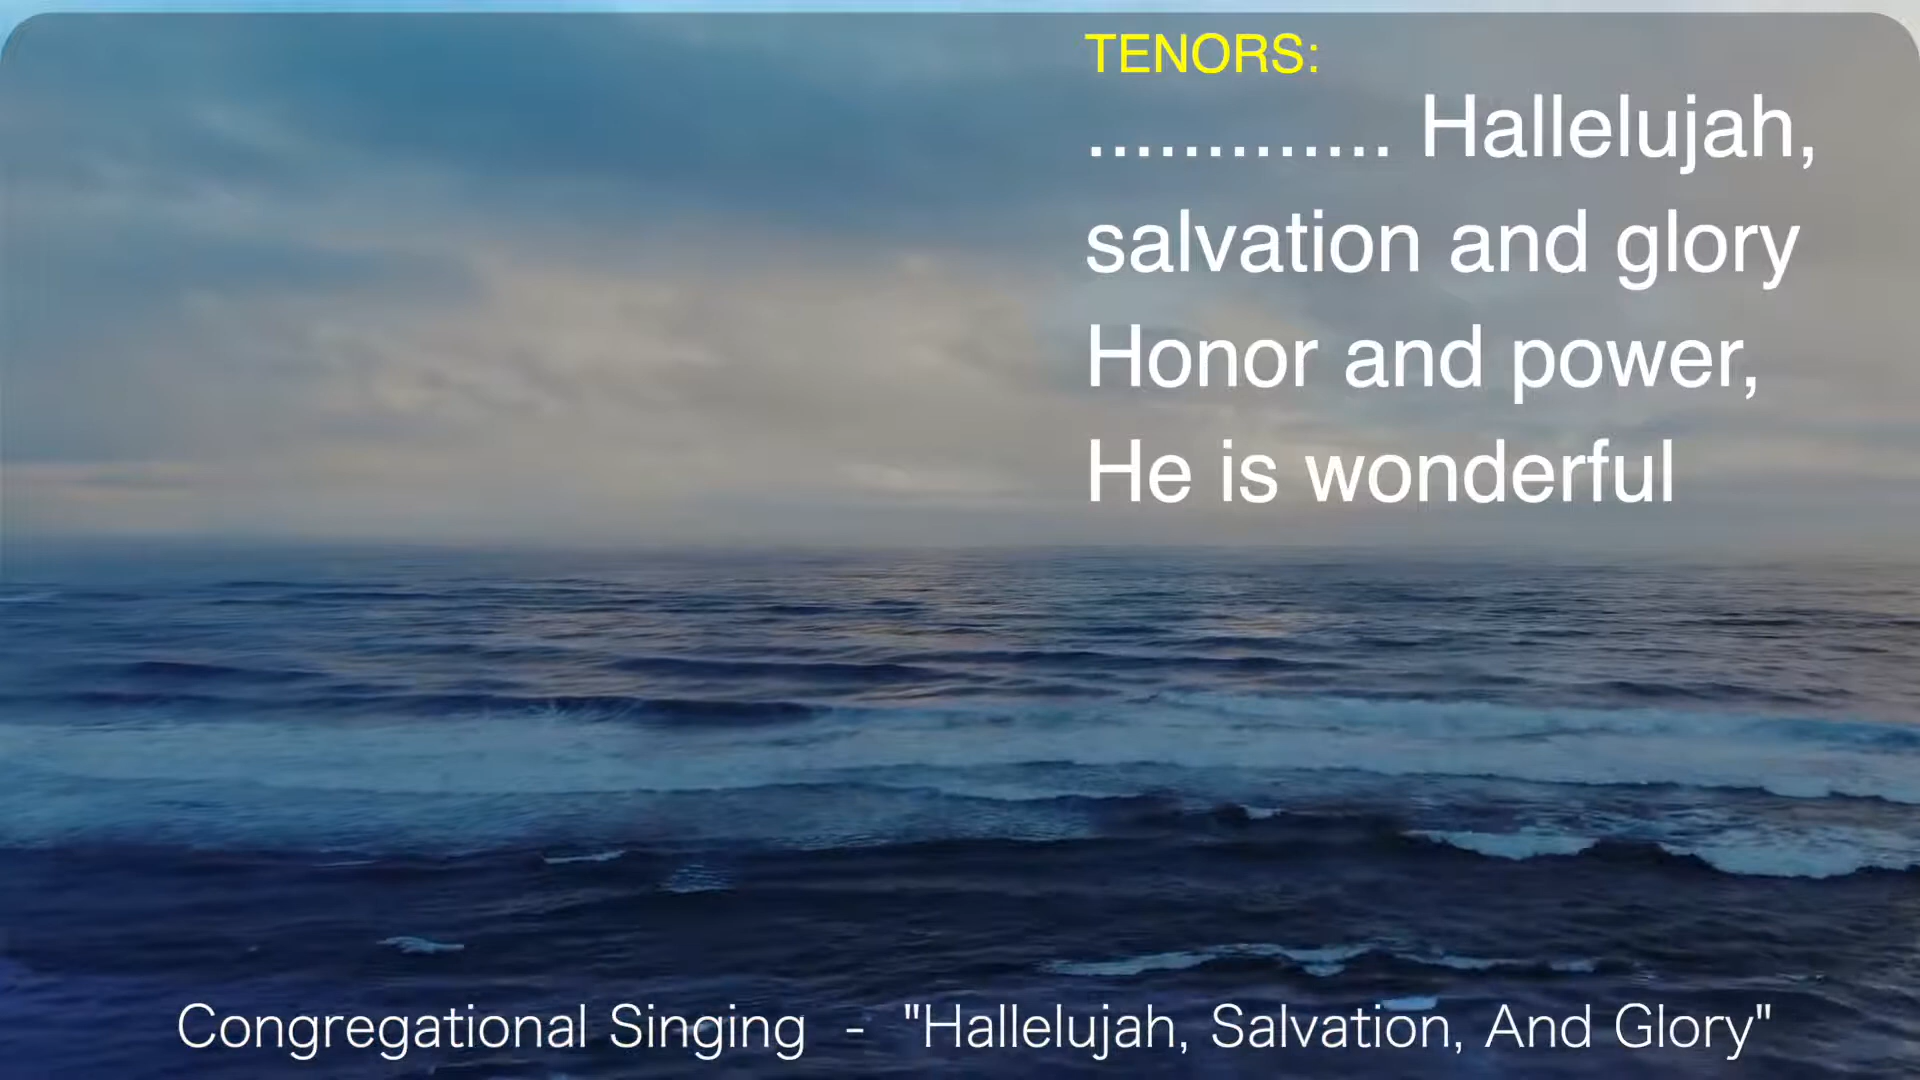 TENORS:
............. Hallelujah,
salvation and glory
Honor and power,
He is wonderful
Congregational Singing - "Hallelujah, Salvation, And Glory"